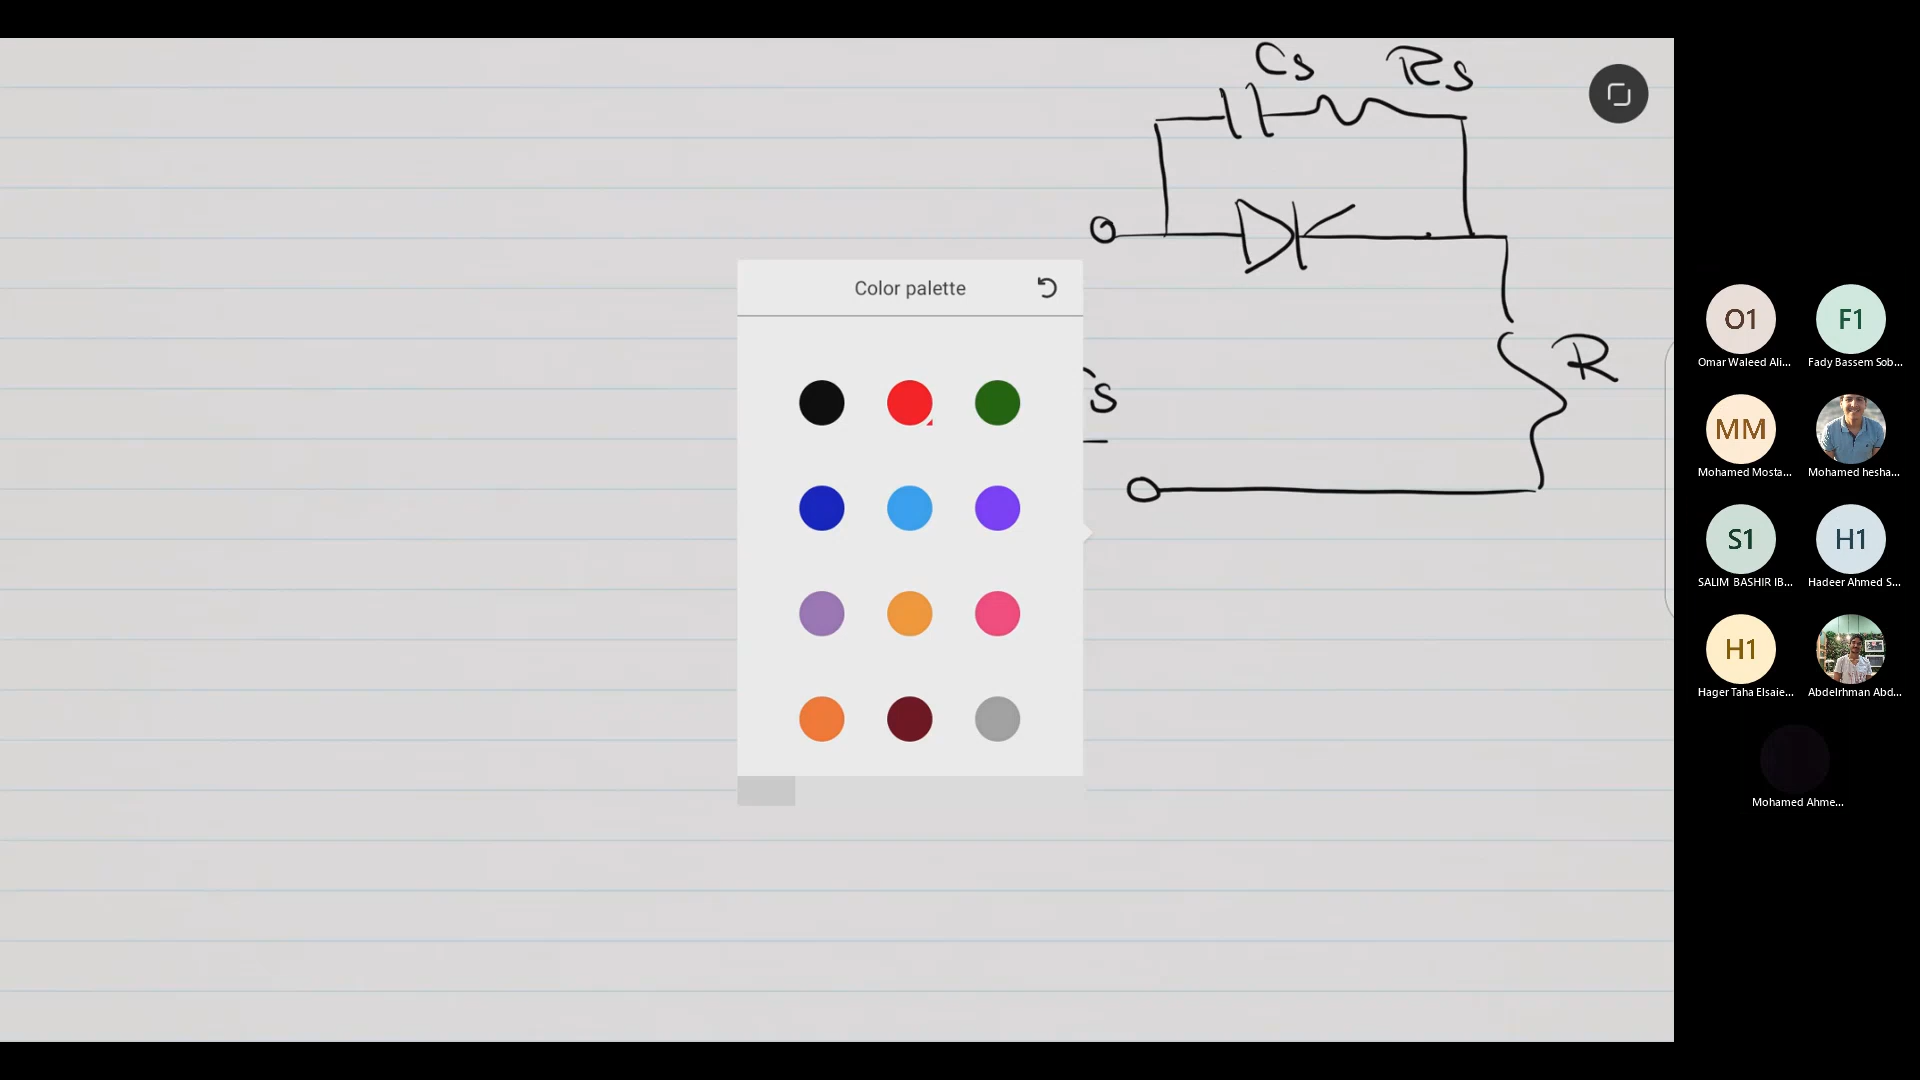 Cs Rs
Color palette
R
s
O1 F1
Omar Waleed Ali... Fady Bassem Sob...
MM
Mohamed Mosta... Mohamed hesha...
S1 H1
SALIM BASHIR IB... Hadeer Ahmed S...
H1
Hager Taha Elsaie... Abdelrhman Abd...
Mohamed Ahme...